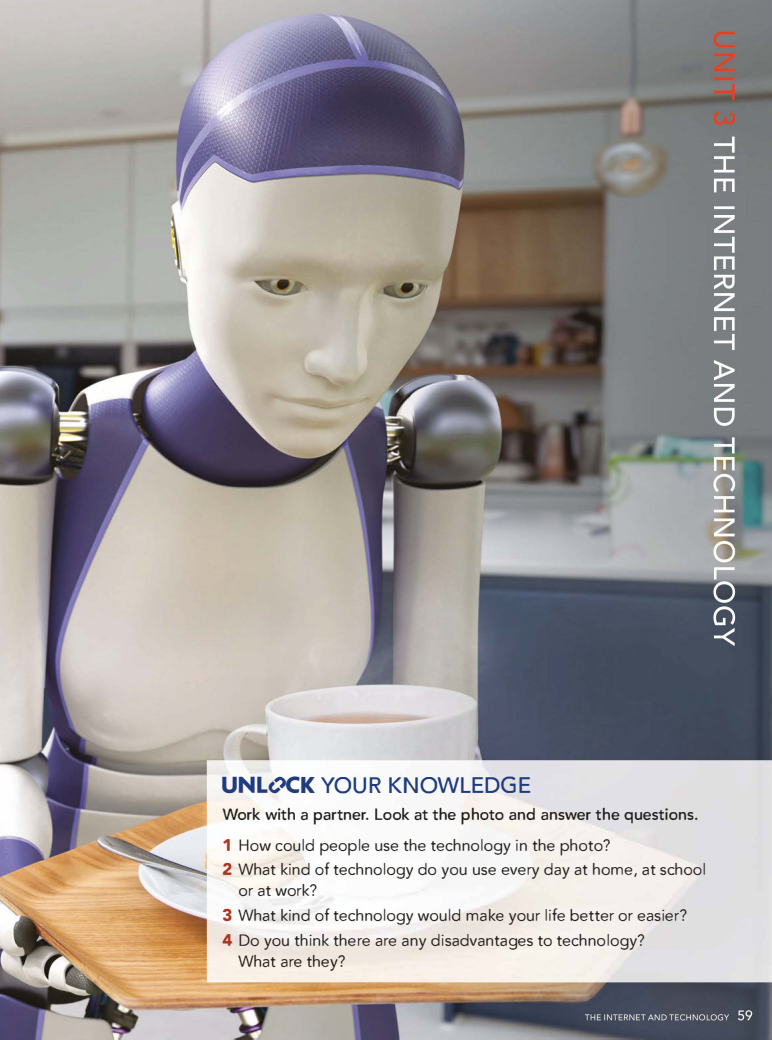 UNIT 3 THE INTERNET AND TECHNOLOGY
UNLOCK YOUR KNOWLEDGE
Work with a partner. Look at the photo and answer the questions.
1 How could people use the technology in the photo?
2 What kind of technology do you use every day at home, at school
or at work?
3 What kind of technology would make your life better or easier?
4 Do you think there are any disadvantages to technology?
What are they?
THE INTERNET AND TECHNOLOGY 59